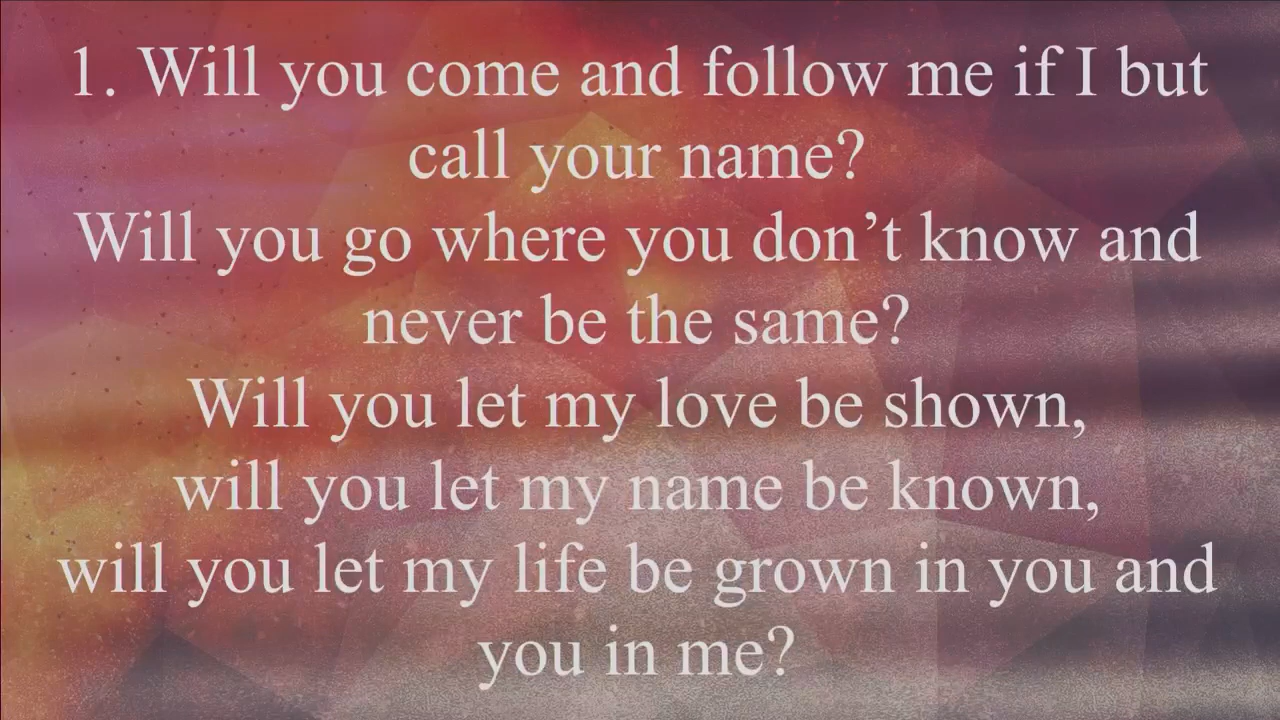 1. Will you come and follow me if I but
call your name?
Will you go where you don’t know and
never be the same?
Will you let my love be shown,
will you let my name be known,
will you let my life be grown in you and
you in me?